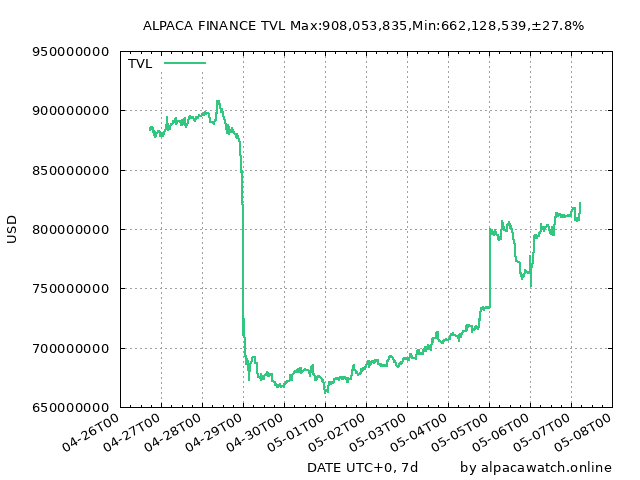 ALPACA FINANCE TVL Max:908,053,835,Min:662,128,539,±27.8%
TVL
USD
950000000
900000000
850000000
800000000
750000000
700000000
650000000
04-26T00
04-27T00
04-28T00
04-29T00
04-30T00
05-01T00
05-02T00
05-03T00
05-04T00
05-05T00
05-06T00
05-07T00
05-08T00
DATE UTC+0, 7d by alpacawatch.online